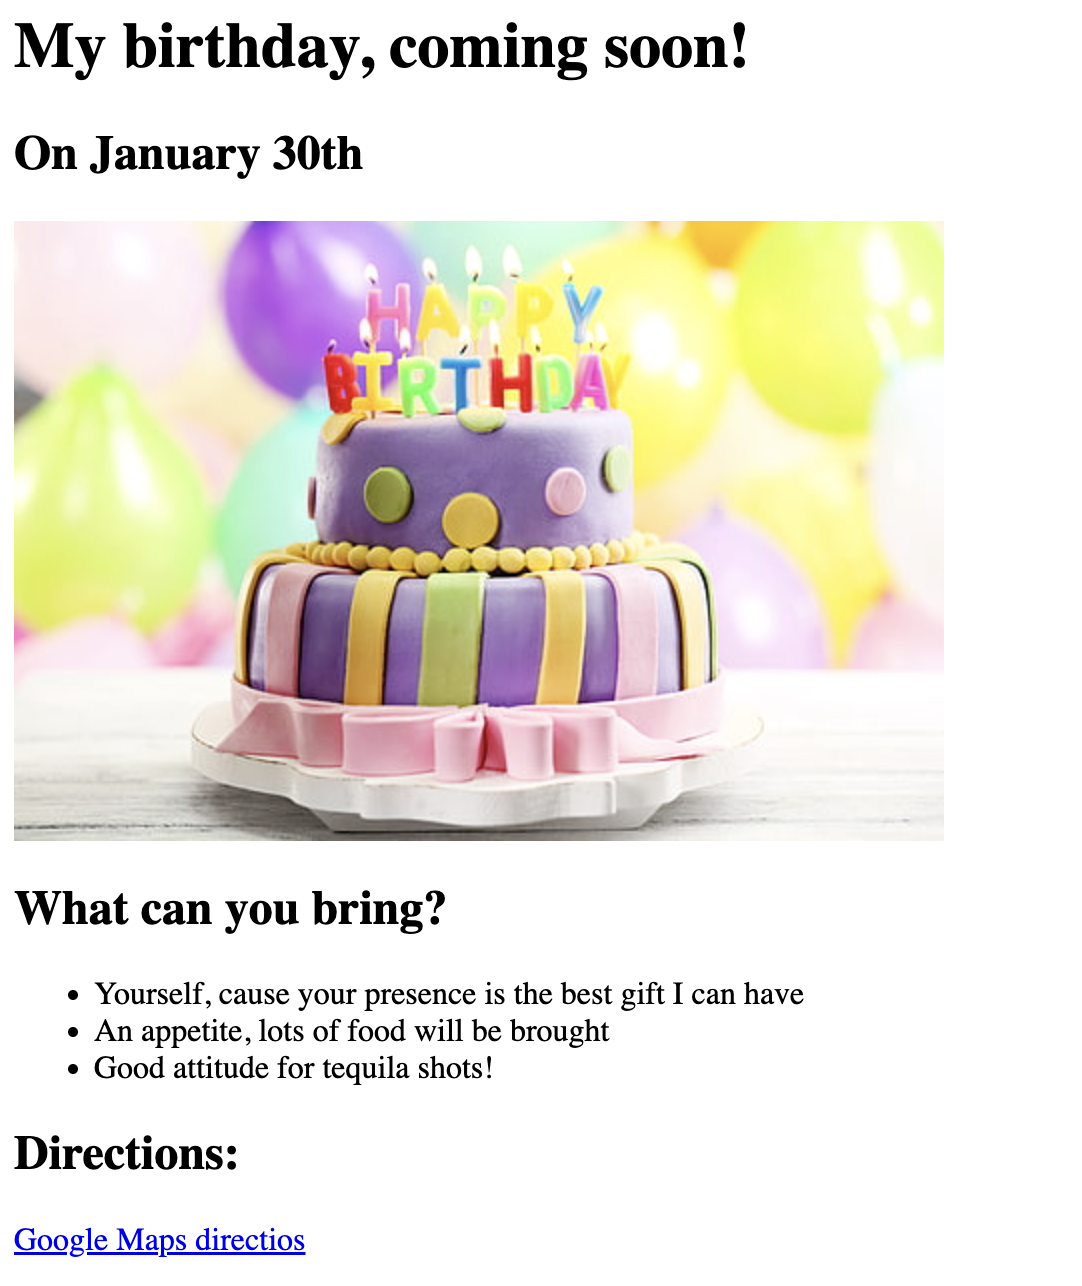 My birthday, coming soon!
On January 30th
HAPPY
BIRTHDAY
What can you bring?
Yourself, cause your presence is the best gift I can have
An appetite, lots of food will be brought
Good attitude for tequila shots!
Directions:
Google Maps directios